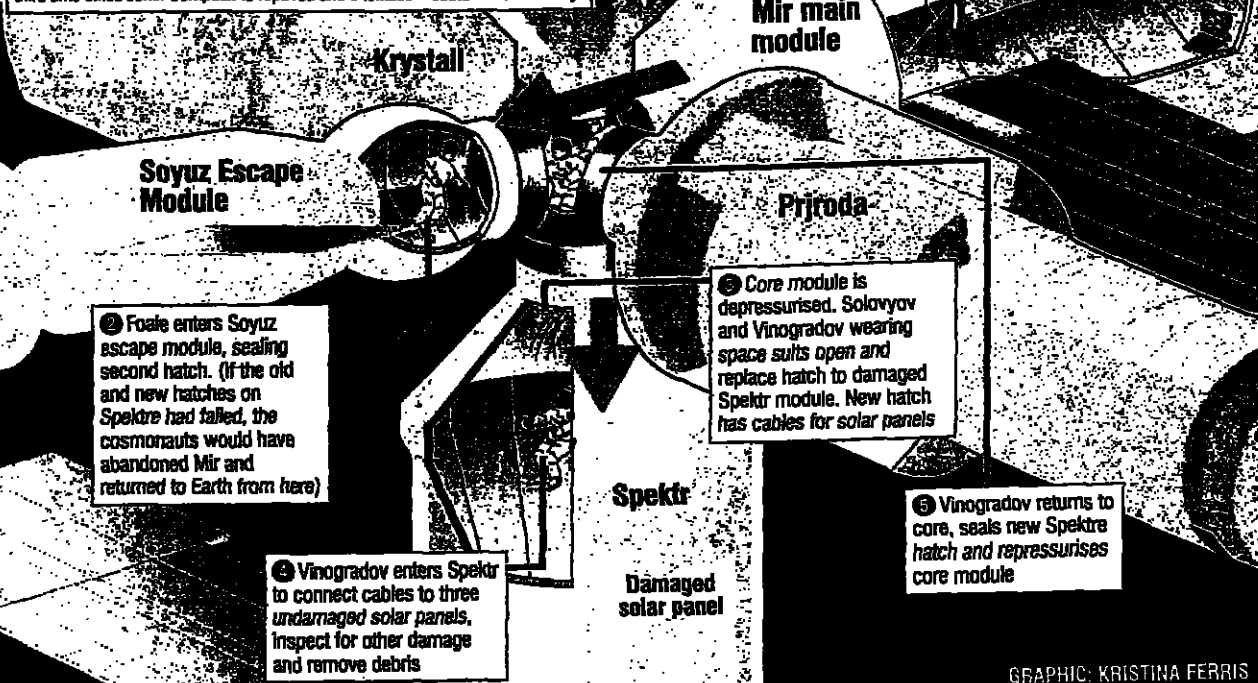 Krystall
Mir main
module
Soyuz Escape
Module
Priroda
2 Foale enters Soyuz
escape module, sealing
second hatch. (If the old
and new hatches on
Spektre had failed, the
cosmonauts would have
abandoned Mir and
returned to Earth from here)
3 Core module is
depressurised. Solovyov
and Vinogradov wearing
space suits open and
replace hatch to damaged
Spektr module. New hatch
has cables for solar panels
Spektr
Damaged
solar panel
4 Vinogradov enters Spektr
to connect cables to three
undamaged solar panels,
inspect for other damage
and remove debris
5 Vinogradov returns to
core, seals new Spektre
hatch and repressurises
core module
GRAPHIC: KRISTINA FERRIS